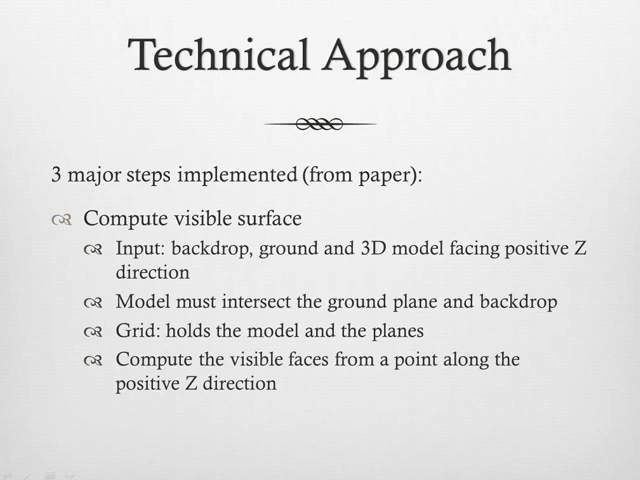 Technical Approach
3 major steps implemented (from paper):
Compute visible surface
Input: backdrop, ground and 3D model facing positive Z
direction
Model must intersect the ground plane and backdrop
Grid: holds the model and the planes
Compute the visible faces from a point along the
positive Z direction